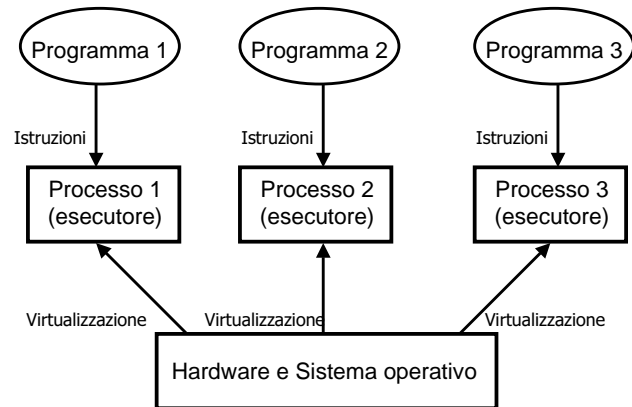 Programma 1
Programma 2
Programma 3
Istruzioni
Istruzioni
Istruzioni
Processo 1
(esecutore)
Processo 2
(esecutore)
Processo 3
(esecutore)
Virtualizzazione
Virtualizzazione
Virtualizzazione
Hardware e Sistema operativo